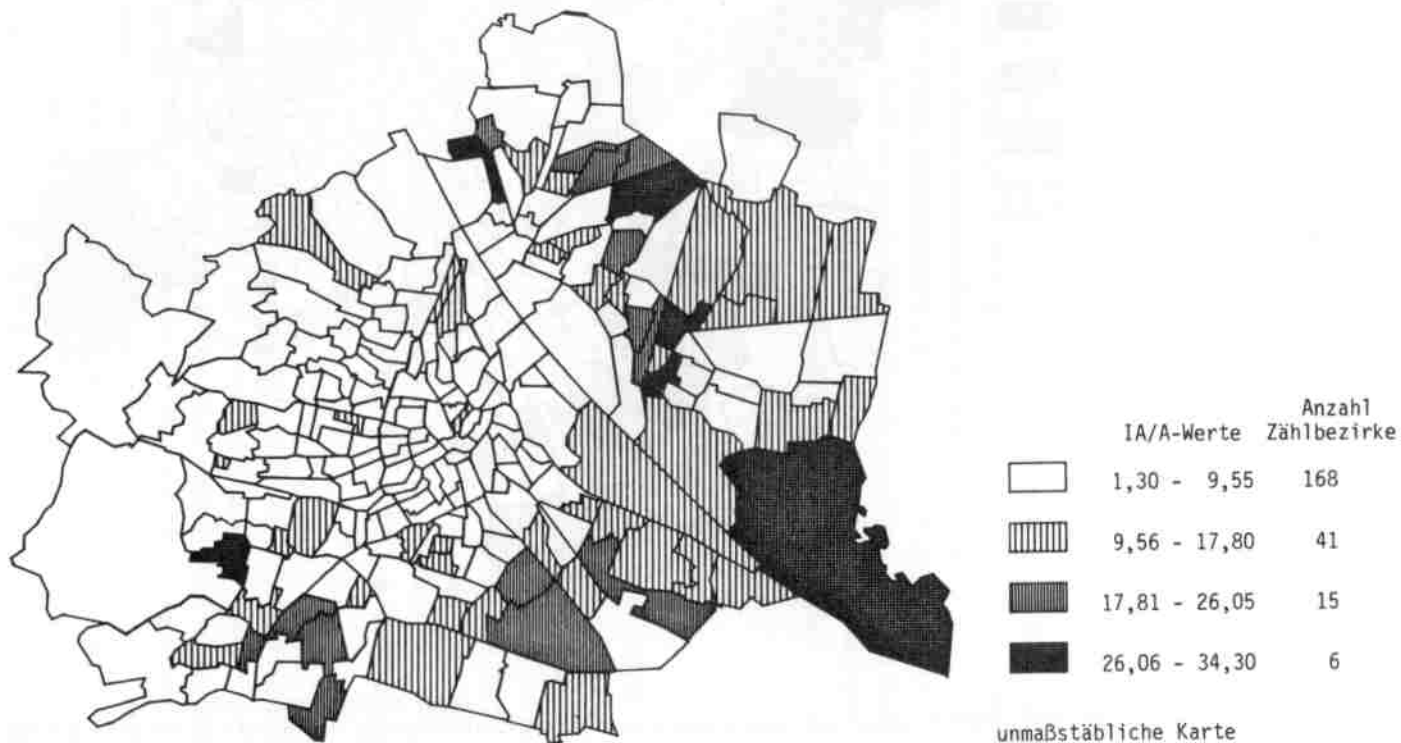 Anzahl
IA/A-Werte Zählbezirke
1,30 - 9,55 168
9,56 - 17,80 41
17,81 - 26,05 15
26,06 - 34,30 6
unmaßstäbliche Karte